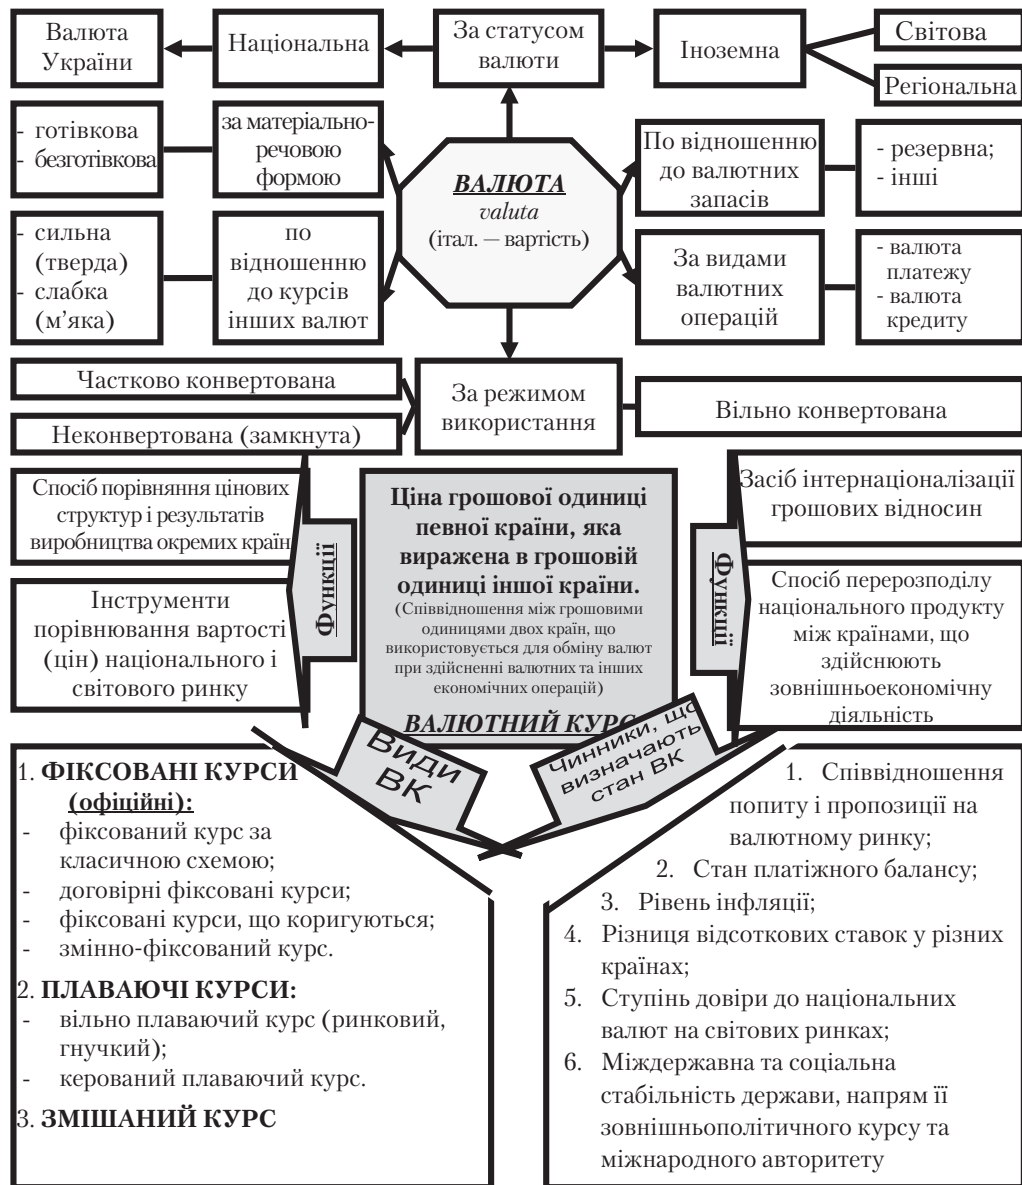 Валюта
України
Національна
За статусом
валюти
Іноземна
Світова
Регіональна
- готівкова
- безготівкова
за матеріально-
речовою
формою
ВАЛЮТА
valuta
(італ. — вартість)
По відношенню
до валютних
запасів
- резервна;
- інші
- сильна
(тверда)
- слабка
(м’яка)
по
відношенню
до курсів
інших валют
За видами
валютних
операцій
- валюта
платежу
- валюта
кредиту
Частково конвертована
Неконвертована (замкнута)
За режимом
використання
Вільно конвертована
Спосіб порівняння цінових
структур і результатів
виробництва окремих країн
Інструменти
порівнювання вартості
(цін) національного і
світового ринку
Функції
Ціна грошової одиниці
певної країни, яка
виражена в грошовій
одиниці іншої країни.
(Співвідношення між грошовими
одиницями двох країн, що
використовується для обміну валют
при здійсненні валютних та інших
економічних операцій)
ВАЛЮТНИЙ КУРС
Функції
Засіб інтернаціоналізації
грошових відносин
Спосіб перерозподілу
національного продукту
між країнами, що
здійснюють
зовнішньоекономічну
діяльність
Види
ВК
Чинники, що
визначають
стан ВК
1. ФІКСОВАНІ КУРСИ
(офіційні):
- фіксований курс за
класичною схемою;
- договірні фіксовані курси;
- фіксовані курси, що коригуються;
- змінно-фіксований курс.
2. ПЛАВАЮЧІ КУРСИ:
- вільно плаваючий курс (ринковий,
гнучкий);
- керований плаваючий курс.
3. ЗМІШАНИЙ КУРС
1. Співвідношення
попиту і пропозиції на
валютному ринку;
2. Стан платіжного балансу;
3. Рівень інфляції;
4. Різниця відсоткових ставок у різних
країнах;
5. Ступінь довіри до національних
валют на світових ринках;
6. Міждержавна та соціальна
стабільність держави, напрям її
зовнішньополітичного курсу та
міжнародного авторитету